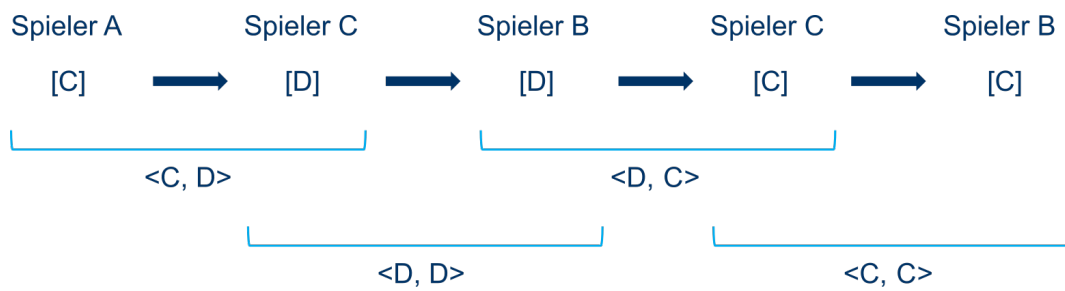 Spieler A Spieler C Spieler B Spieler C Spieler B
[C] [D] [D] [C] [C]
<C, D> <D, C>
<D, D> <C, C>